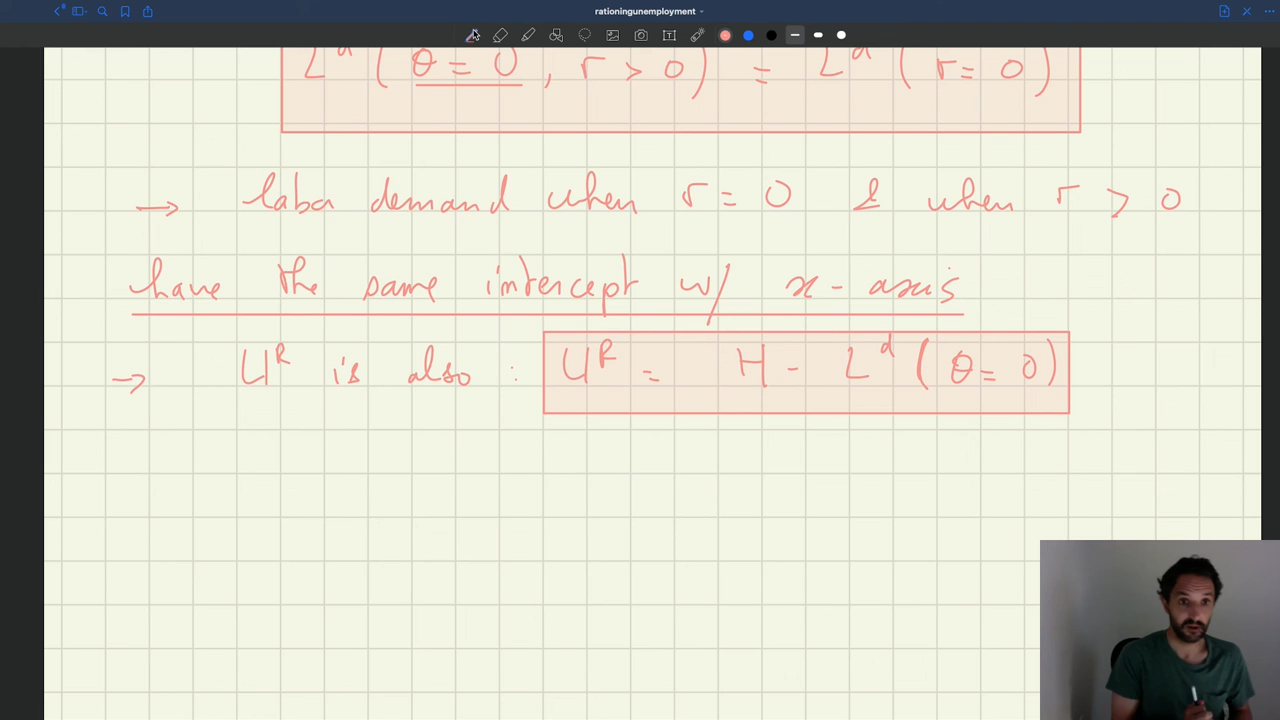 rationingunemployment
L^d ( θ = 0 , r > 0 ) = L^d ( r = 0 )
→ labor demand when r = 0 & when r > 0
have the same intercept w/ x-axis
→ U^R is also : U^R = H - L^d ( θ = 0 )